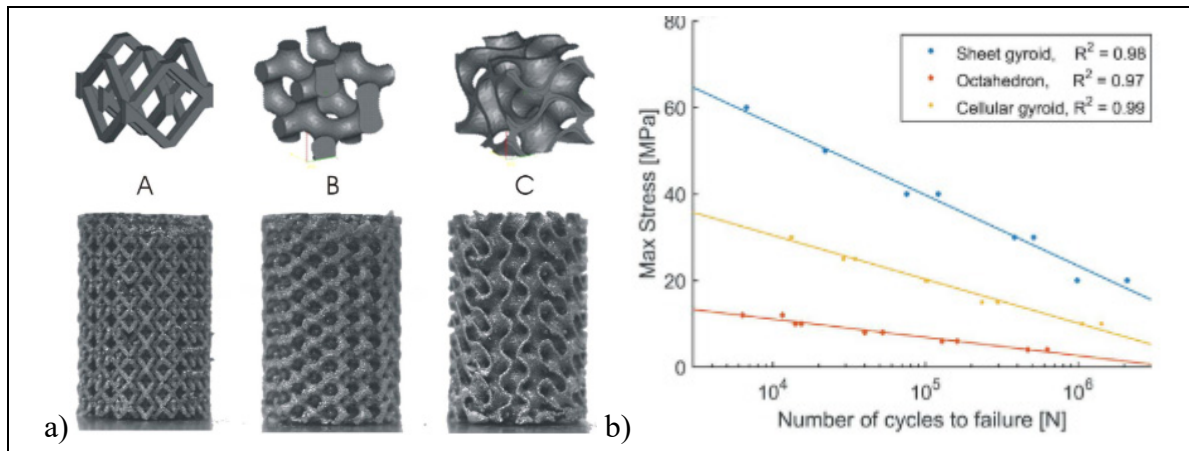 A B C
a)
Sheet gyroid, R² = 0.98
Octahedron, R² = 0.97
Cellular gyroid, R² = 0.99
Max Stress [MPa]
60
40
20
0
10⁴ 10⁵ 10⁶
Number of cycles to failure [N]
b)